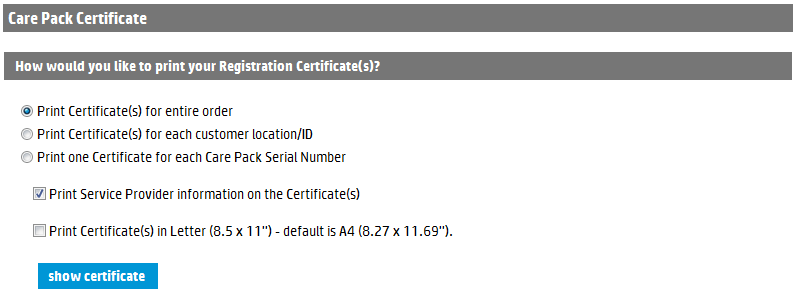 Care Pack Certificate
How would you like to print your Registration Certificate(s)?
Print Certificate(s) for entire order
Print Certificate(s) for each customer location/ID
Print one Certificate for each Care Pack Serial Number
Print Service Provider information on the Certificate(s)
Print Certificate(s) in Letter (8.5 x 11") - default is A4 (8.27 x 11.69").
show certificate